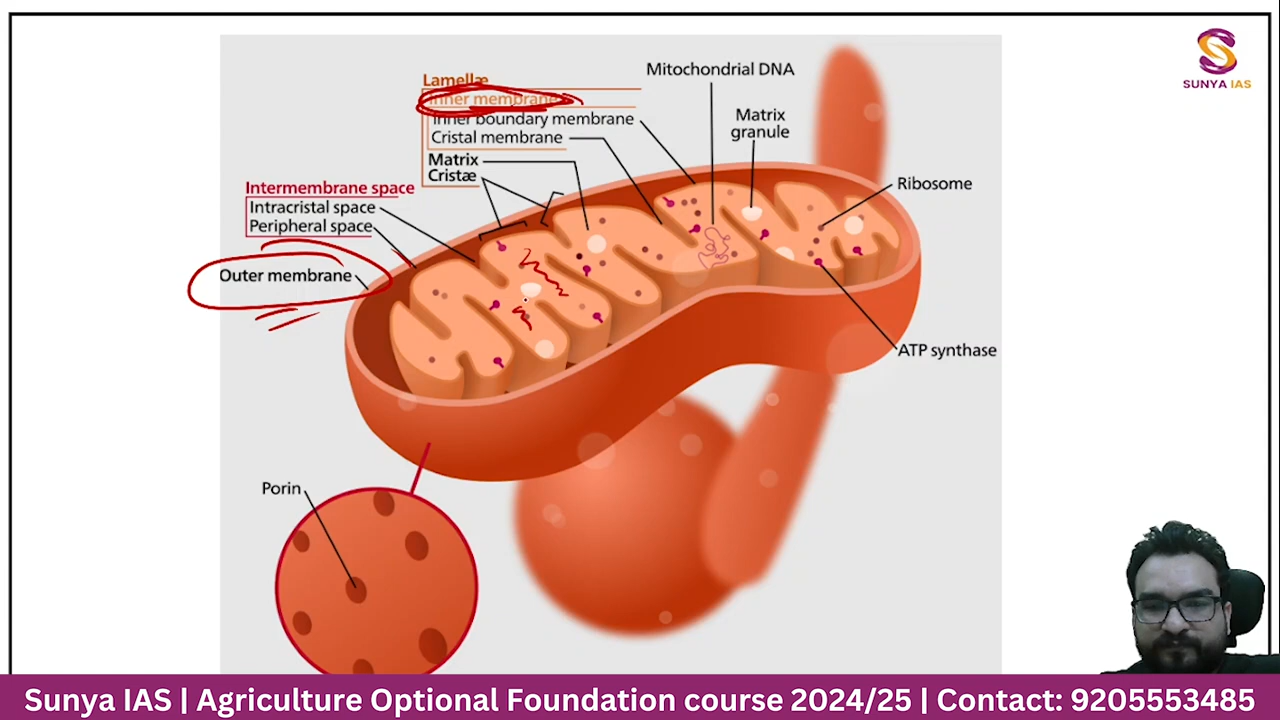 SUNYA IAS
Mitochondrial DNA
Lamellæ
Inner membrane
Inner boundary membrane
Cristal membrane
Matrix
Cristæ
Matrix
granule
Intermembrane space
Intracristal space
Peripheral space
Ribosome
Outer membrane
ATP synthase
Porin
Sunya IAS | Agriculture Optional Foundation course 2024/25 | Contact: 9205553485